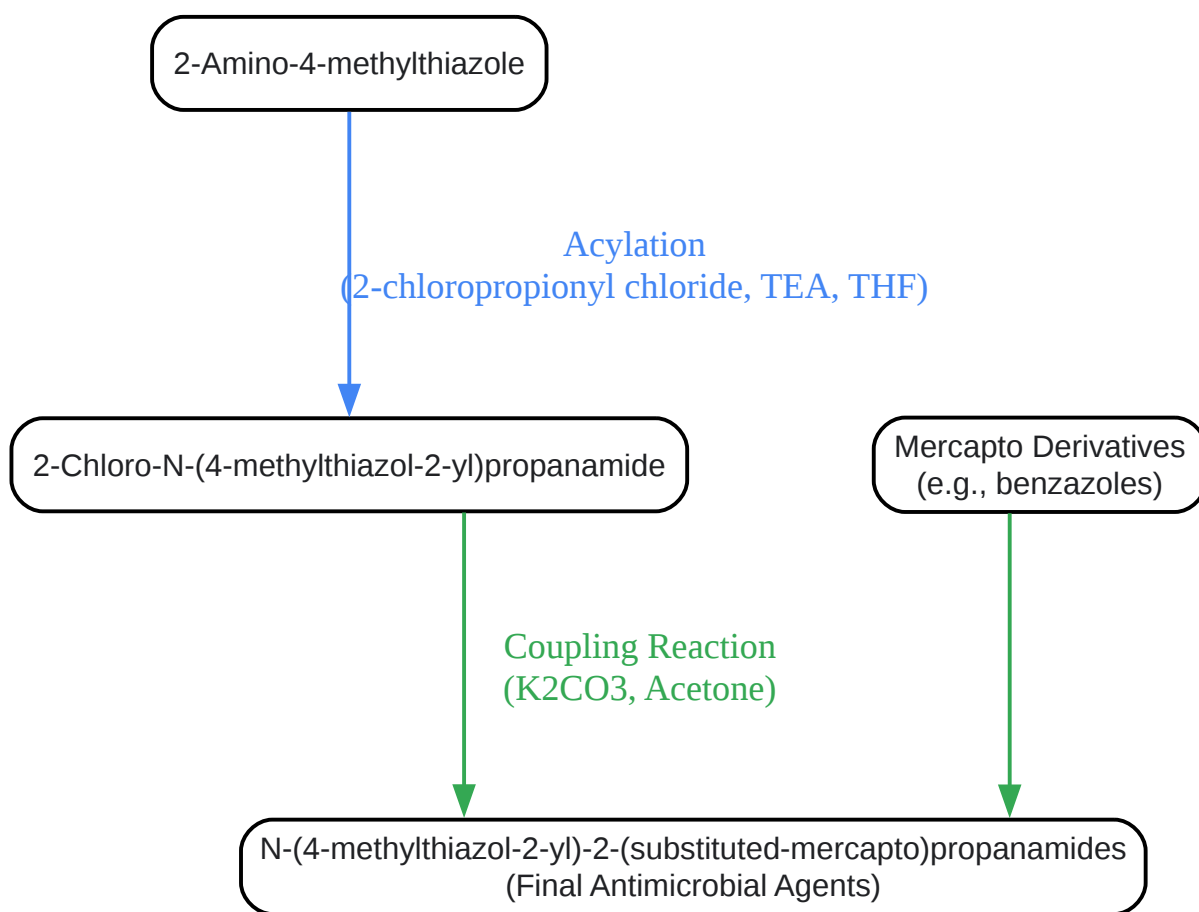 2-Amino-4-methylthiazole
Acylation
(2-chloropropionyl chloride, TEA, THF)
2-Chloro-N-(4-methylthiazol-2-yl)propanamide
Mercapto Derivatives
(e.g., benzazoles)
Coupling Reaction
(K2CO3, Acetone)
N-(4-methylthiazol-2-yl)-2-(substituted-mercapto)propanamides
(Final Antimicrobial Agents)